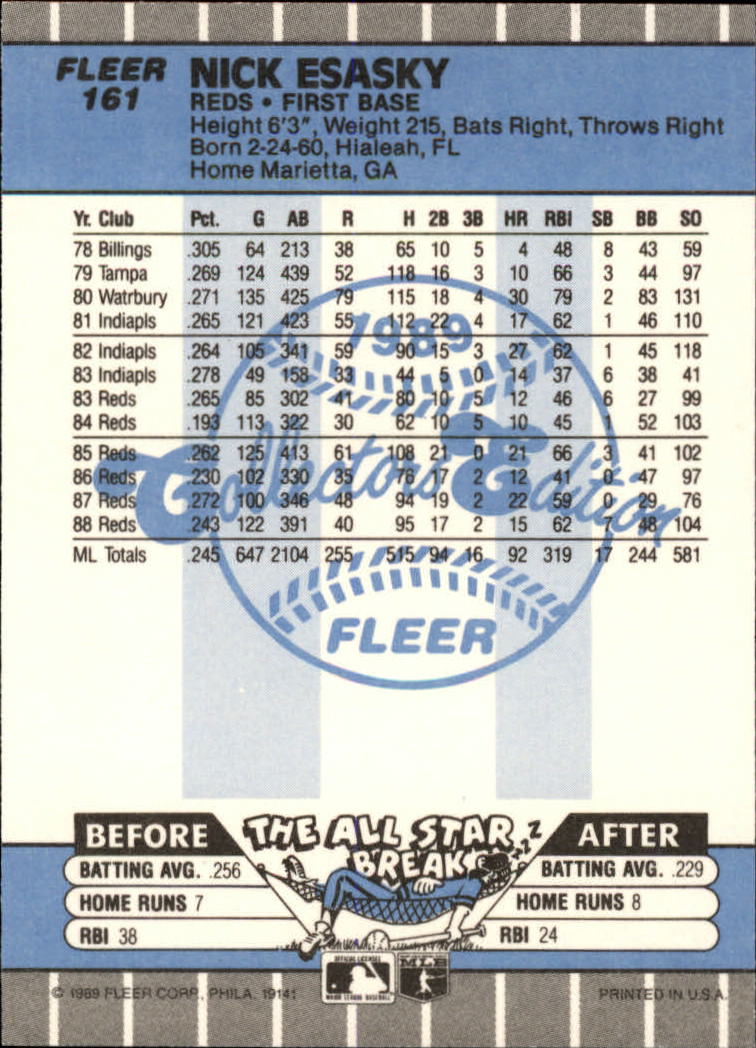 FLEER
161
NICK ESASKY
REDS • FIRST BASE
Height 6'3", Weight 215, Bats Right, Throws Right
Born 2-24-60, Hialeah, FL
Home Marietta, GA
Yr. Club Pct. G AB R H 2B 3B HR RBI SB BB SO
78 Billings .305 64 213 38 65 10 5 4 48 8 43 59
79 Tampa .269 124 439 52 118 16 3 10 66 3 44 97
80 Watrbury .271 135 425 79 115 18 4 30 79 2 83 131
81 Indiapls .265 121 423 55 112 22 4 17 62 1 46 110
82 Indiapls .264 105 341 59 90 15 3 27 62 1 45 118
83 Indiapls .278 49 158 33 44 5 0 14 37 6 38 41
83 Reds .265 85 302 41 80 10 5 12 46 6 27 99
84 Reds .193 113 322 30 62 10 5 10 45 1 52 103
85 Reds .262 125 413 61 108 21 0 21 66 3 41 102
86 Reds .230 102 330 35 76 17 2 12 41 0 47 97
87 Reds .272 100 346 48 94 19 2 22 59 0 29 76
88 Reds .243 122 391 40 95 17 2 15 62 7 48 104
ML Totals .245 647 2104 255 515 94 16 92 319 17 244 581
1989
Collectors' Edition
FLEER
BEFORE THE ALL STAR BREAK zzz AFTER
BATTING AVG. .256 BATTING AVG. .229
HOME RUNS 7 HOME RUNS 8
RBI 38 RBI 24
OFFICIAL LICENSEE
MAJOR LEAGUE BASEBALL
MLB
© 1989 FLEER CORP., PHILA. 19141 PRINTED IN U.S.A.